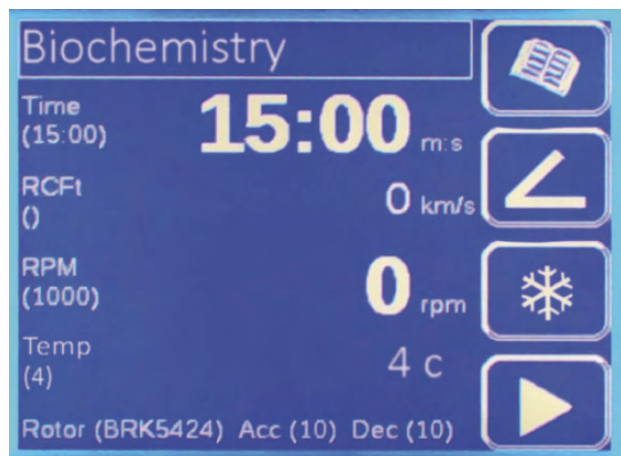 Biochemistry
Time
(15:00)
15:00 m:s
RCFt
()
0 km/s
RPM
(1000)
0 rpm
Temp
(4)
4 c
Rotor (BRK5424) Acc (10) Dec (10)